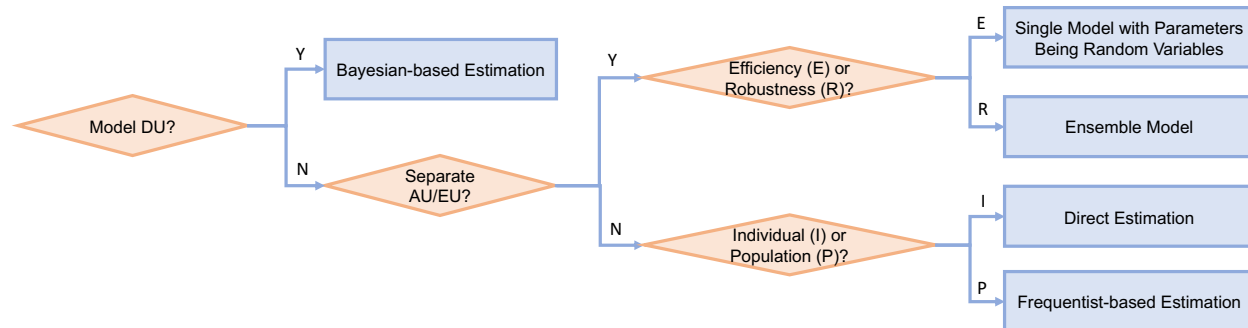 Model DU?
Y
Bayesian-based Estimation
N
Separate
AU/EU?
Y
Efficiency (E) or
Robustness (R)?
E
Single Model with Parameters
Being Random Variables
R
Ensemble Model
N
Individual (I) or
Population (P)?
I
Direct Estimation
P
Frequentist-based Estimation